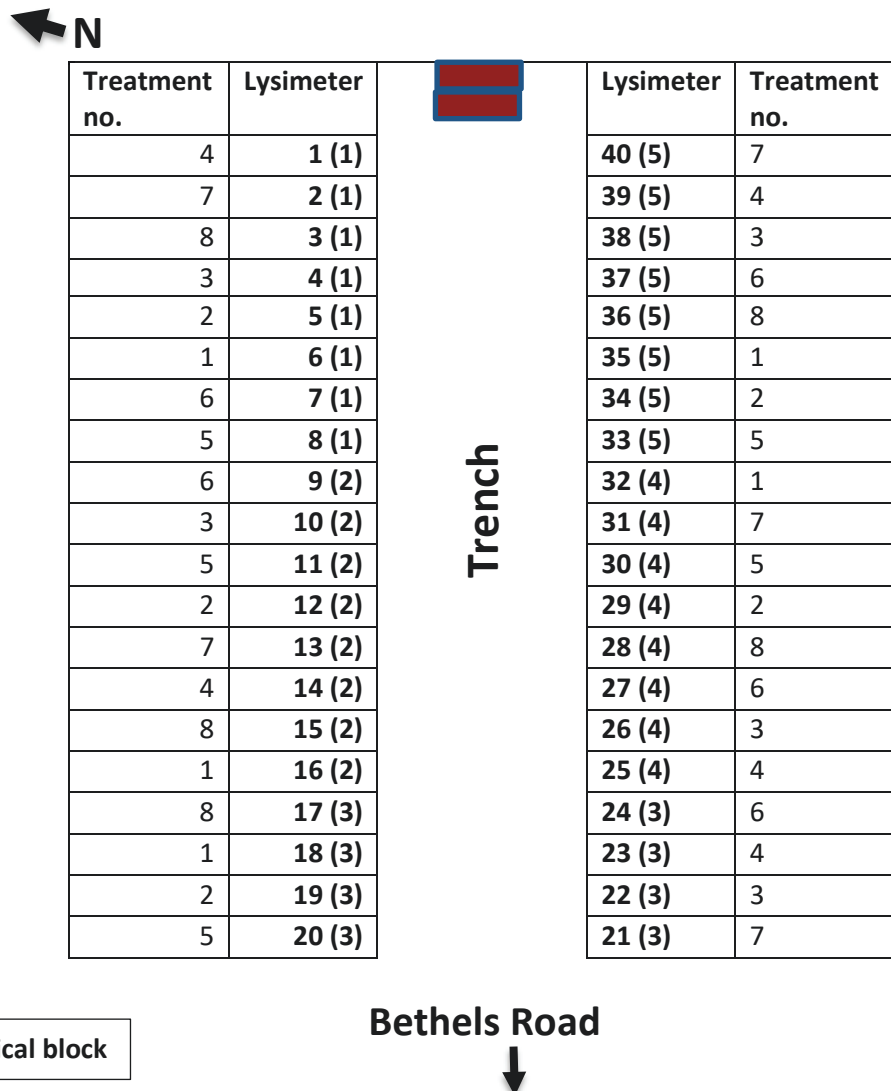 N
Treatment no. Lysimeter Lysimeter Treatment no.
4 1 (1) 40 (5) 7
7 2 (1) 39 (5) 4
8 3 (1) 38 (5) 3
3 4 (1) 37 (5) 6
2 5 (1) 36 (5) 8
1 6 (1) 35 (5) 1
6 7 (1) 34 (5) 2
5 8 (1) 33 (5) 5
6 9 (2) 32 (4) 1
3 10 (2) 31 (4) 7
5 11 (2) 30 (4) 5
2 12 (2) 29 (4) 2
7 13 (2) 28 (4) 8
4 14 (2) 27 (4) 6
8 15 (2) 26 (4) 3
1 16 (2) 25 (4) 4
8 17 (3) 24 (3) 6
1 18 (3) 23 (3) 4
2 19 (3) 22 (3) 3
5 20 (3) 21 (3) 7
Trench
Bethels Road
block